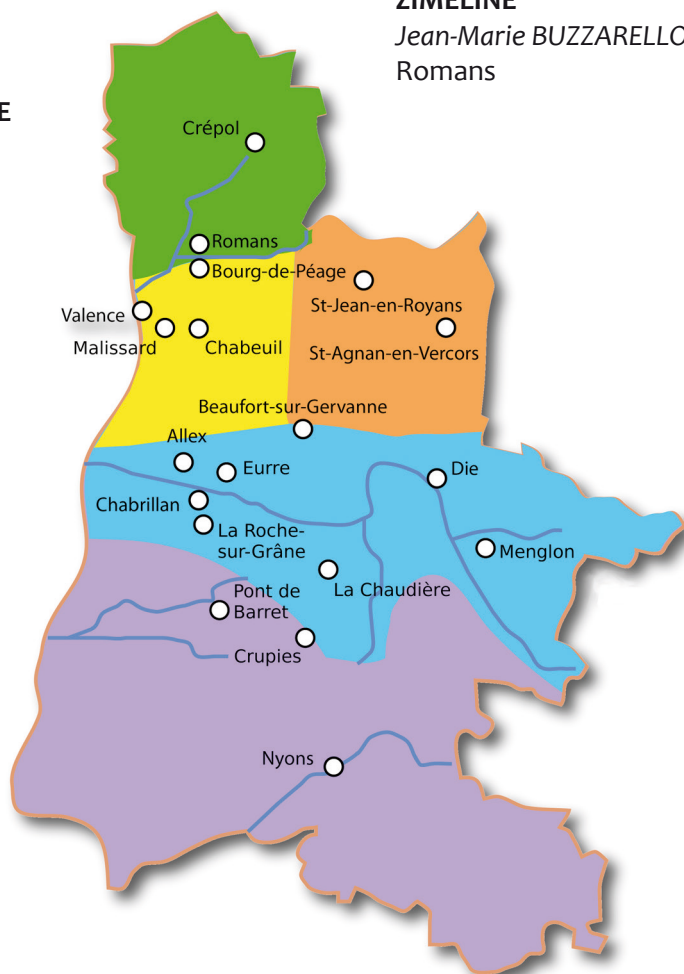 ZIMELINE
Jean-Marie BUZZARELLO
Romans
E
Crépol
Romans
Bourg-de-Péage
St-Jean-en-Royans
Valence
Malissard
Chabeuil
St-Agnan-en-Vercors
Beaufort-sur-Gervanne
Allex
Eurre
Die
Chabrillan
La Roche-
sur-Grâne
Menglon
La Chaudière
Pont de
Barret
Crupies
Nyons